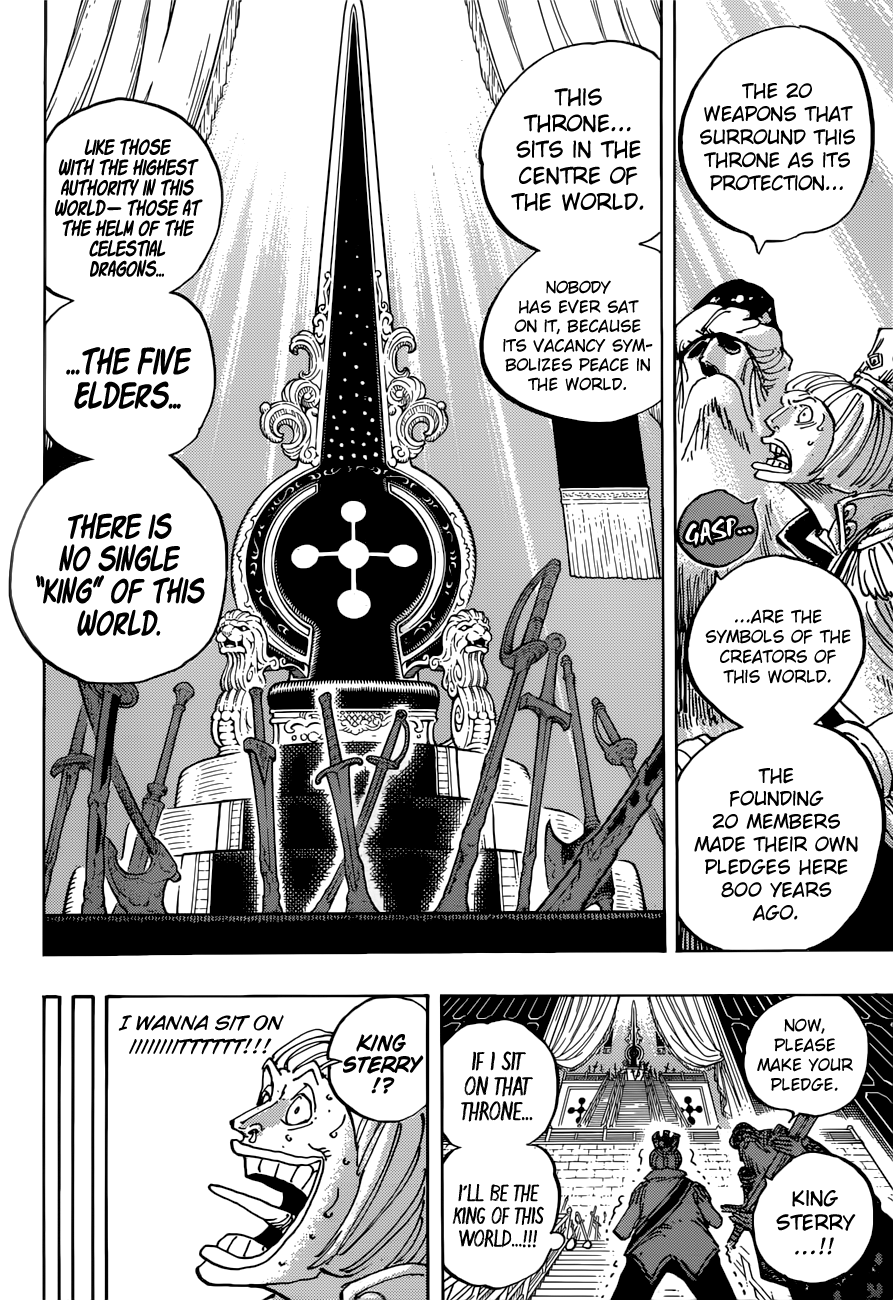 THE 20
WEAPONS THAT
SURROUND THIS
THRONE AS ITS
PROTECTION...
GASP...
...ARE THE
SYMBOLS OF THE
CREATORS OF
THIS WORLD.
THE
FOUNDING
20 MEMBERS
MADE THEIR OWN
PLEDGES HERE
800 YEARS
AGO.
THIS
THRONE...
SITS IN THE
CENTRE OF
THE WORLD.
NOBODY
HAS EVER SAT
ON IT, BECAUSE
ITS VACANCY SYM-
BOLIZES PEACE IN
THE WORLD.
LIKE THOSE
WITH THE HIGHEST
AUTHORITY IN THIS
WORLD— THOSE AT
THE HELM OF THE
CELESTIAL
DRAGONS...
...THE FIVE
ELDERS...
THERE IS
NO SINGLE
"KING" OF THIS
WORLD.
NOW,
PLEASE
MAKE YOUR
PLEDGE.
KING
STERRY
...!!
IF I SIT
ON THAT
THRONE...
I'LL BE THE
KING OF THIS
WORLD...!!!
KING
STERRY
!?
I WANNA SIT ON
IIIIIIIITTTTTT!!!